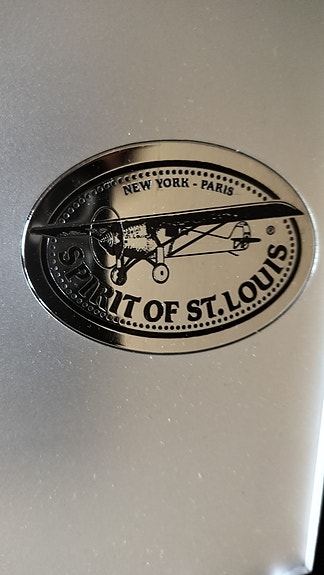 NEW YORK - PARIS
®
SPIRIT OF ST. LOUIS